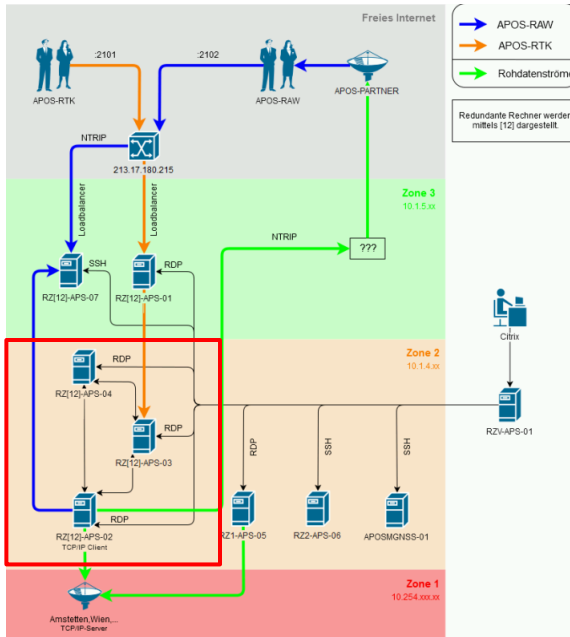 Freies Internet
APOS-RAW
APOS-RTK
Rohdatenströme
:2101
:2102
APOS-RTK
APOS-RAW
APOS-PARTNER
Redundante Rechner werden
mittels [12] dargestellt.
NTRIP
213.17.180.215
Loadbalancer
Loadbalancer
Zone 3
10.1.5.xx
NTRIP
???
SSH
RDP
RZ[12]-APS-07
RZ[12]-APS-01
Citrix
Zone 2
10.1.4.xx
RDP
RZ[12]-APS-04
RZV-APS-01
RDP
RZ[12]-APS-03
RDP
SSH
SSH
RDP
RZ[12]-APS-02
TCP/IP Client
RZ1-APS-05
RZ2-APS-06
APOSMGNSS-01
Zone 1
10.254.xxx.xx
Amstetten,Wien,...
TCP/IP-Server